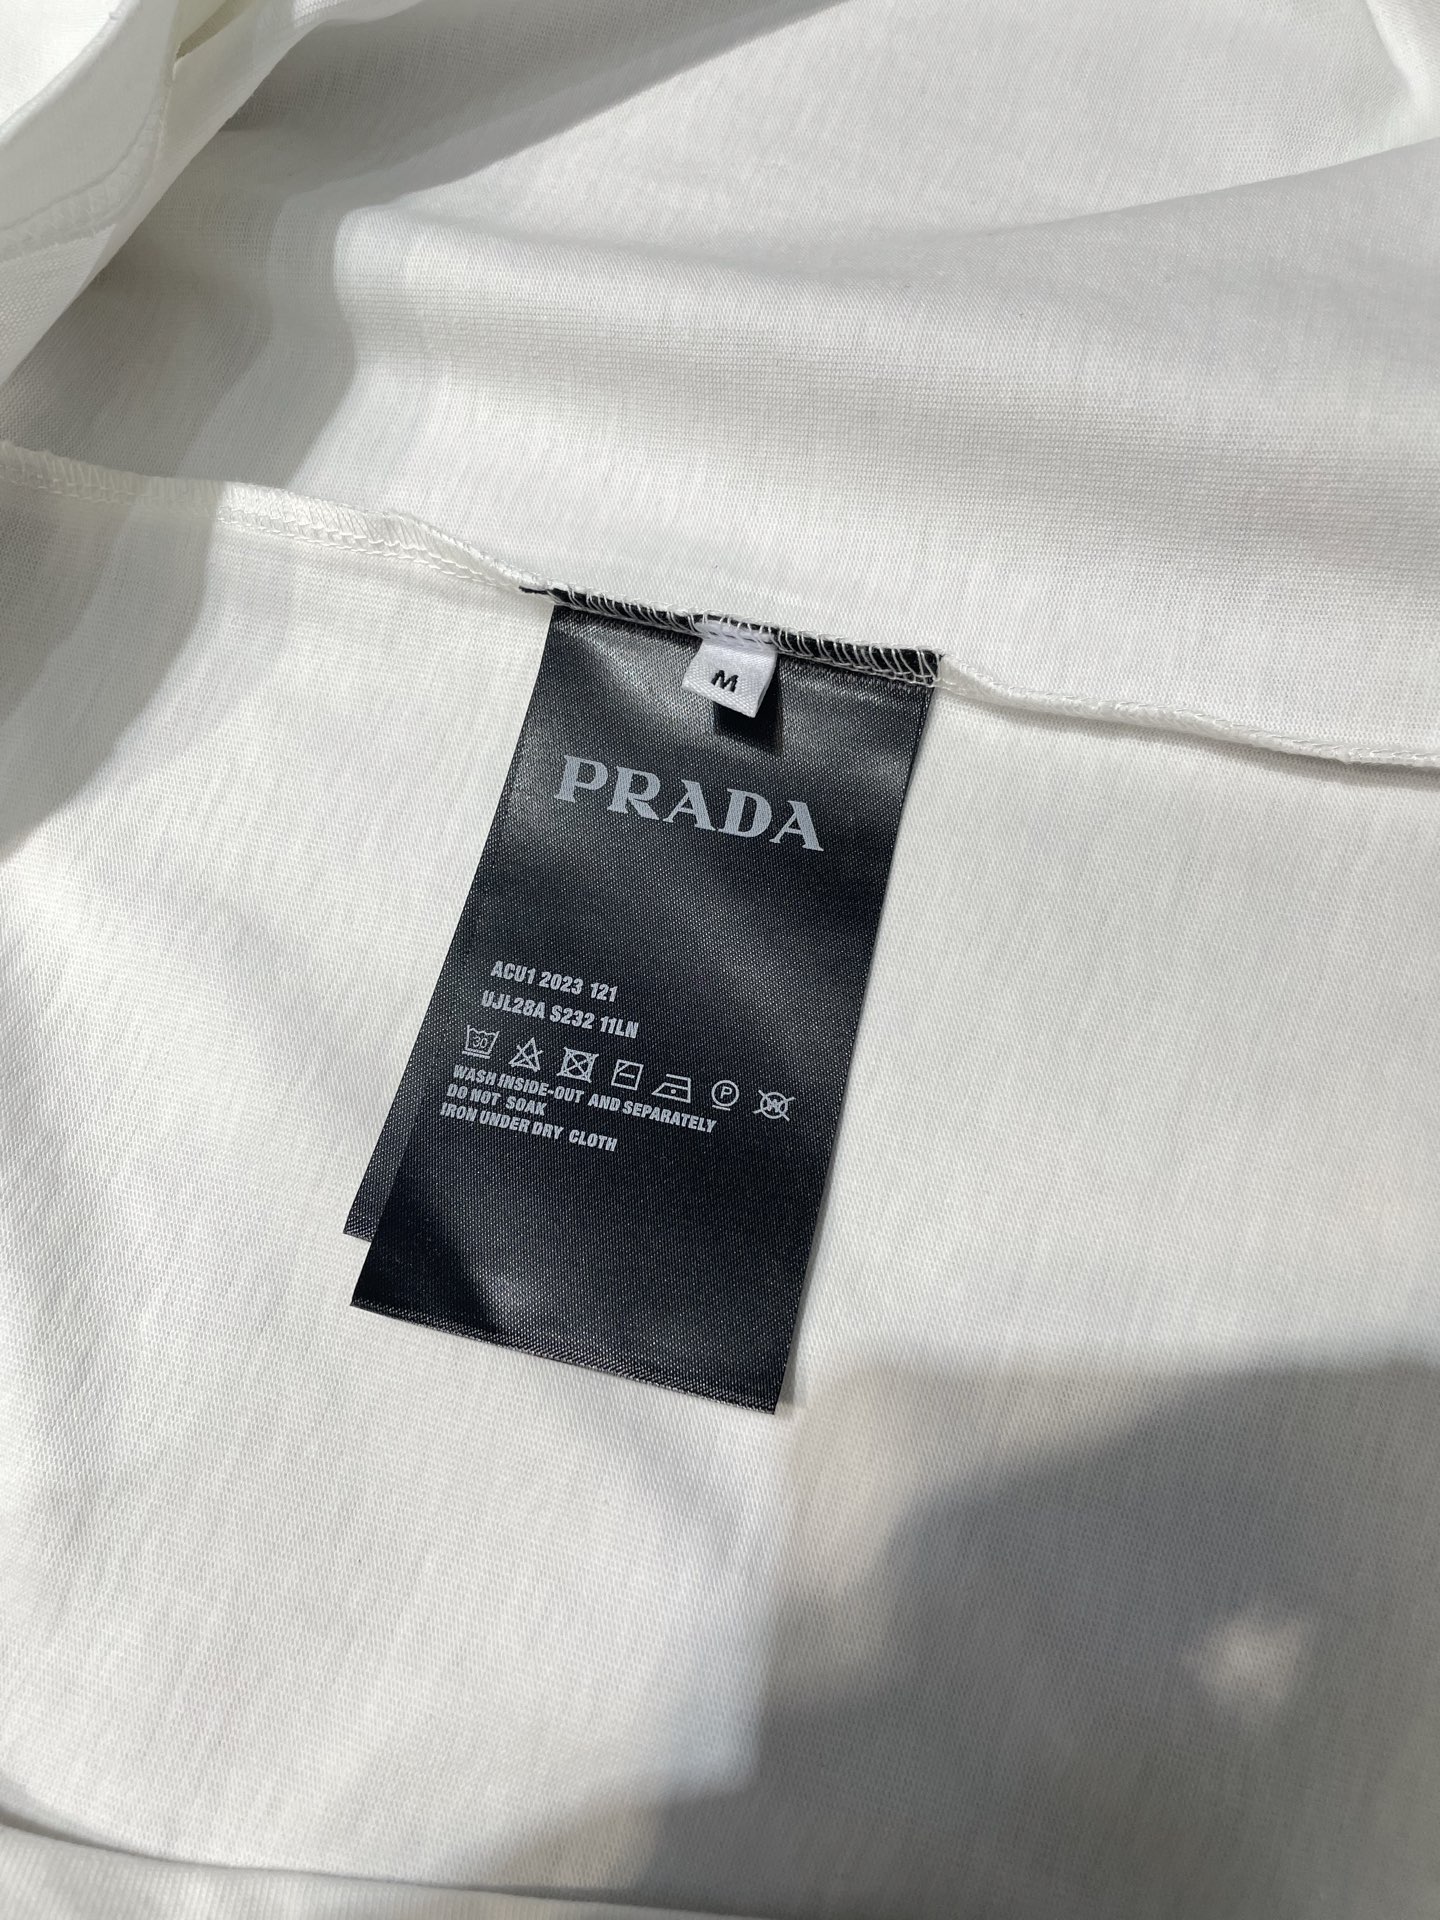 M
PRADA
ACU1 2023 121
UJL28A S232 11LN
30
P
W
WASH INSIDE-OUT AND SEPARATELY
DO NOT SOAK
IRON UNDER DRY CLOTH